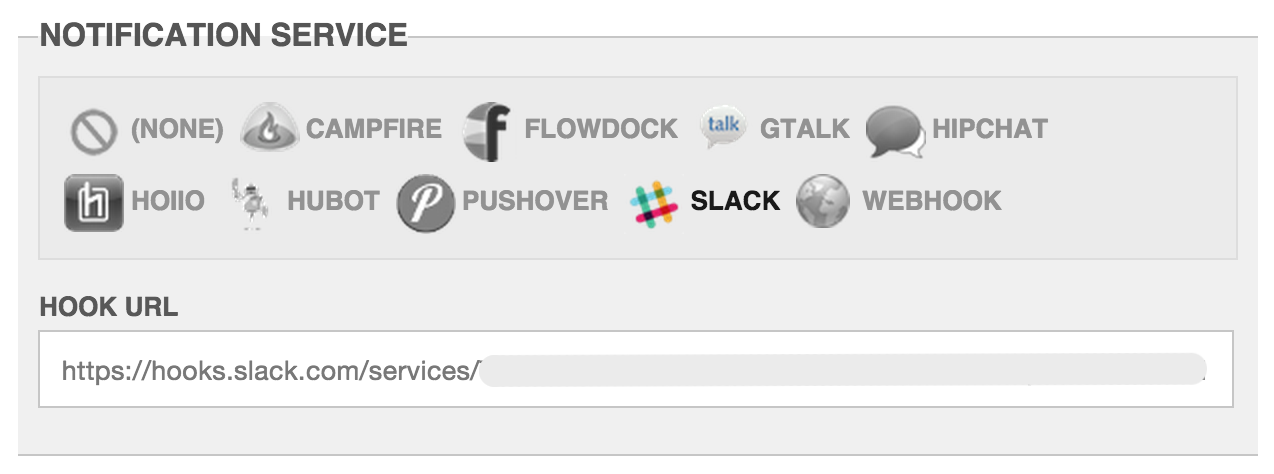 NOTIFICATION SERVICE
(NONE) CAMPFIRE FLOWDOCK talk GTALK HIPCHAT
HOIIO HUBOT PUSHOVER SLACK WEBHOOK
HOOK URL
https://hooks.slack.com/services/